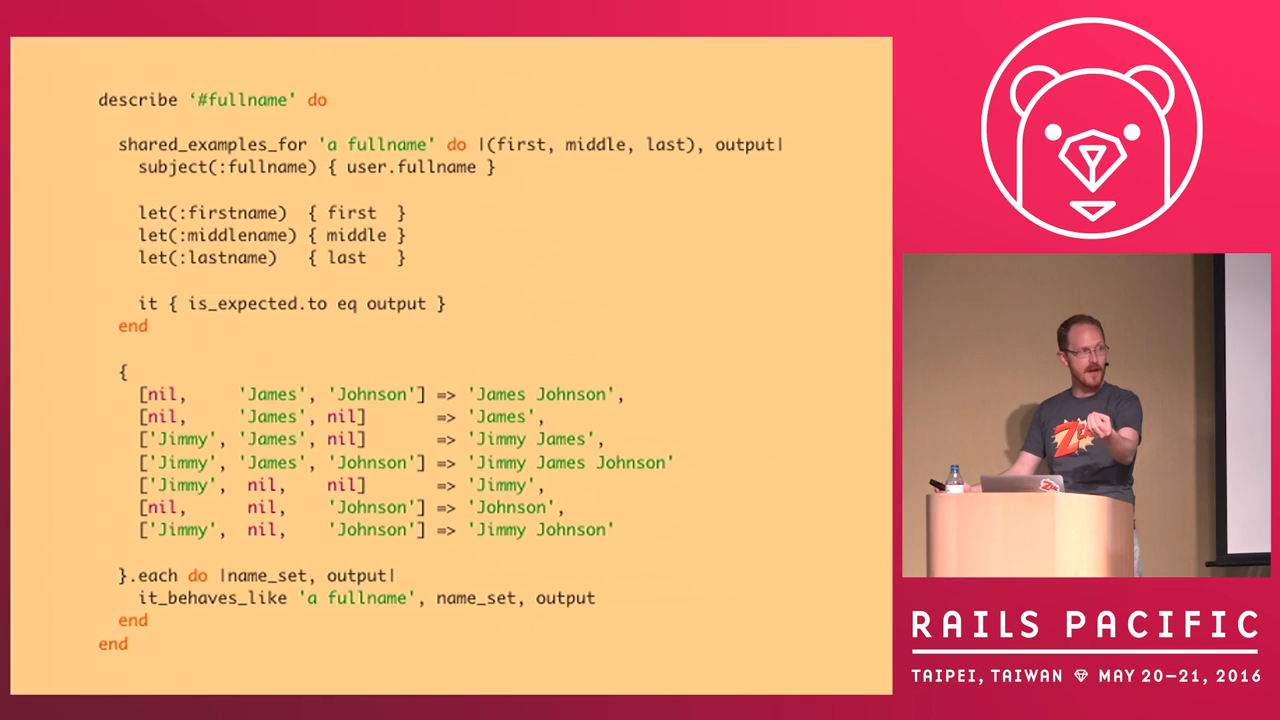 describe ‘#fullname' do
shared_examples_for 'a fullname' do |(first, middle, last), output|
subject(:fullname) { user.fullname }
let(:firstname)  { first  }
let(:middlename) { middle }
let(:lastname)   { last   }
it { is_expected.to eq output }
end
{
[nil,     'James', 'Johnson'] => 'James Johnson',
[nil,     'James', nil]       => 'James',
['Jimmy', 'James', nil]       => 'Jimmy James',
['Jimmy', 'James', 'Johnson'] => 'Jimmy James Johnson'
['Jimmy',  nil,    nil]       => 'Jimmy',
[nil,      nil,    'Johnson'] => 'Johnson',
['Jimmy',  nil,    'Johnson'] => 'Jimmy Johnson'
}.each do |name_set, output|
it_behaves_like 'a fullname', name_set, output
end
end
RAILS PACIFIC
TAIPEI, TAIWAN MAY 20–21, 2016